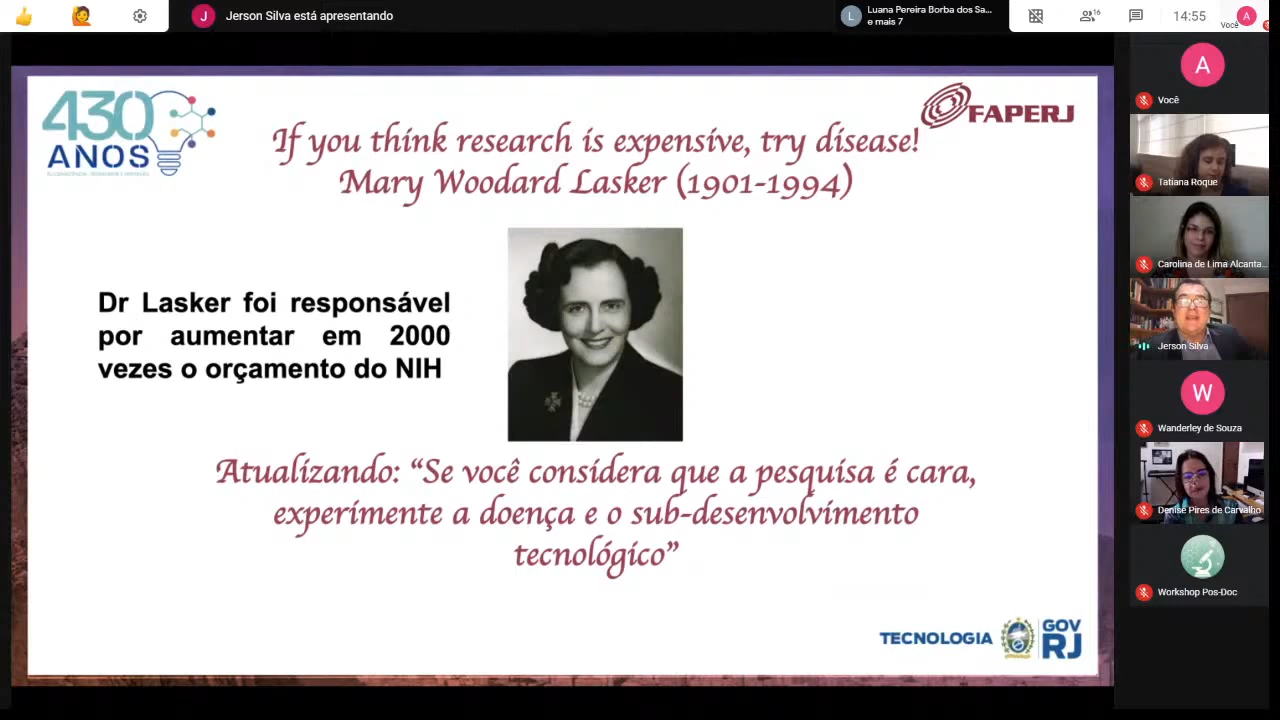 J
Jerson Silva está apresentando
L
Luana Pereira Borba dos Sa...
e mais 7
16
14:55
Você
A
430
ANOS
FAPERJ
If you think research is expensive, try disease!
Mary Woodard Lasker (1901-1994)
Dr Lasker foi responsável
por aumentar em 2000
vezes o orçamento do NIH
Atualizando: “Se você considera que a pesquisa é cara,
experimente a doença e o sub-desenvolvimento
tecnológico”
TECNOLOGIA
GOV
RJ
A
Você
Tatiana Roque
Carolina de Lima Alcanta...
Jerson Silva
W
Wanderley de Souza
Denise Pires de Carvalho
Workshop Pos-Doc